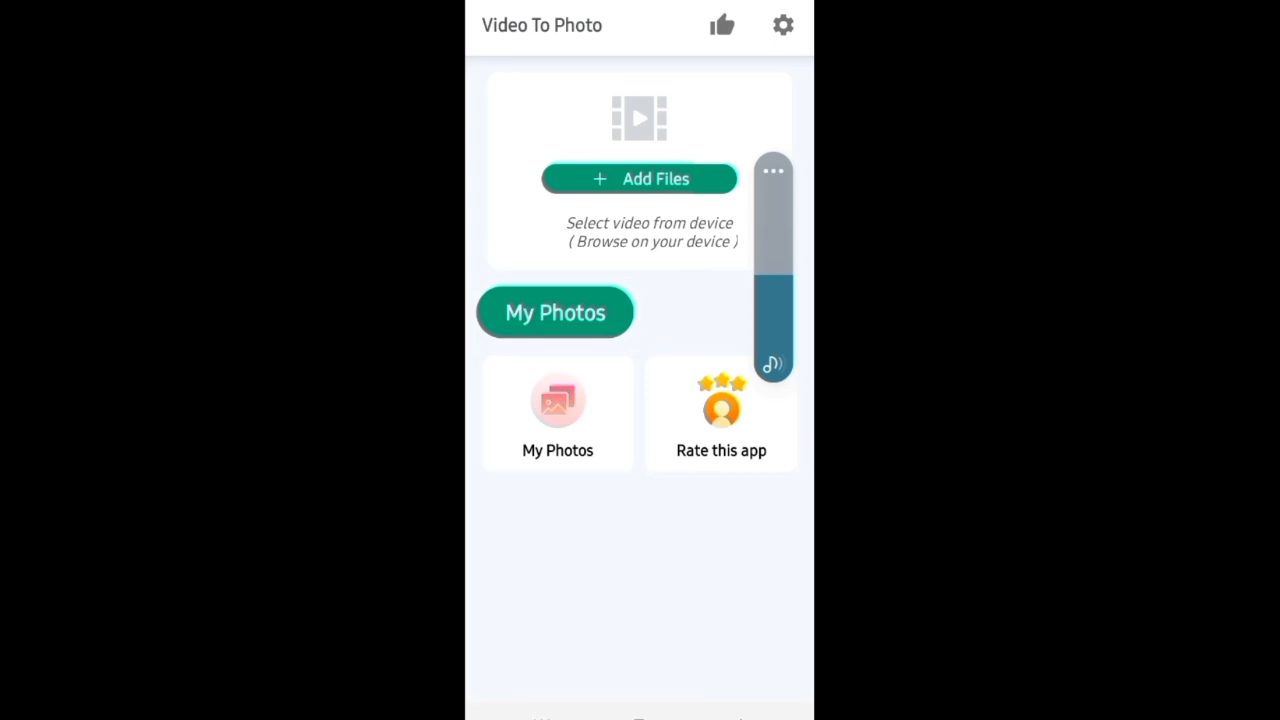 Video To Photo
+ Add Files
Select video from device
( Browse on your device )
My Photos
My Photos
Rate this app